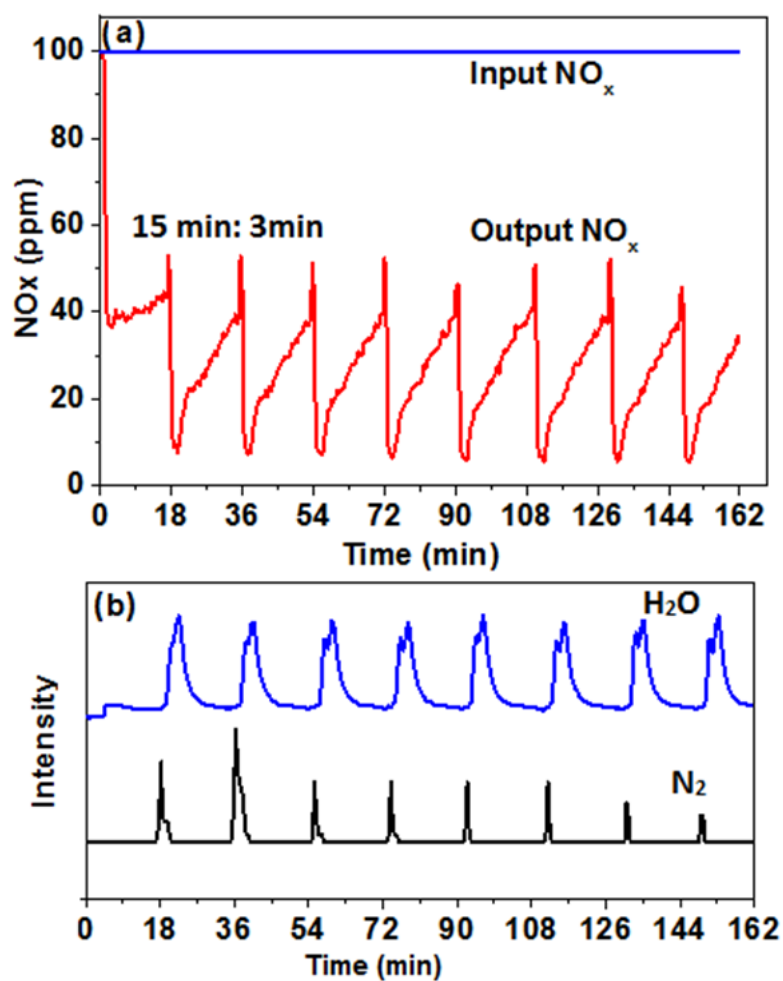 (a)
100
80
60
40
20
0
NOx (ppm)
Input NOx
15 min: 3min
Output NOx
0 18 36 54 72 90 108 126 144 162
Time (min)
(b)
H2O
N2
Intensity
0 18 36 54 72 90 108 126 144 162
Time (min)